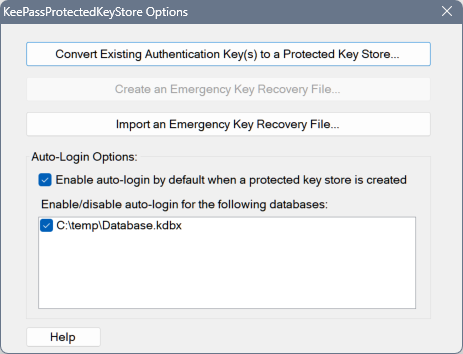 KeePassProtectedKeyStore Options
Convert Existing Authentication Key(s) to a Protected Key Store...
Create an Emergency Key Recovery File...
Import an Emergency Key Recovery File...
Auto-Login Options:
Enable auto-login by default when a protected key store is created
Enable/disable auto-login for the following databases:
C:\temp\Database.kdbx
Help